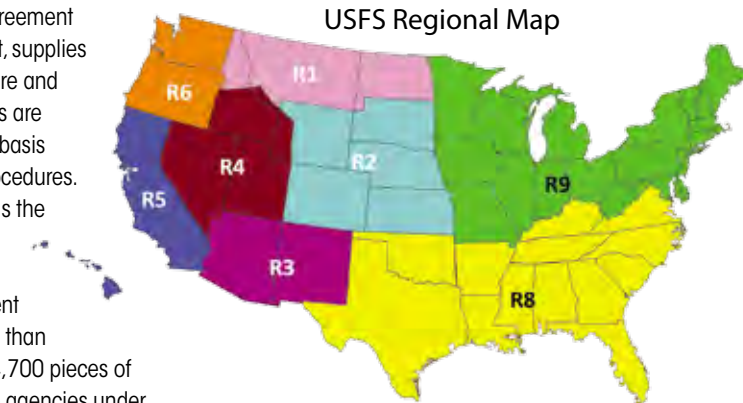 reement
t, supplies
re and
s are
basis
cedures.
s the
ent
than
,700 pieces of
agencies under
USFS Regional Map
R1
R6
R2
R4
R9
R5
R3
R8